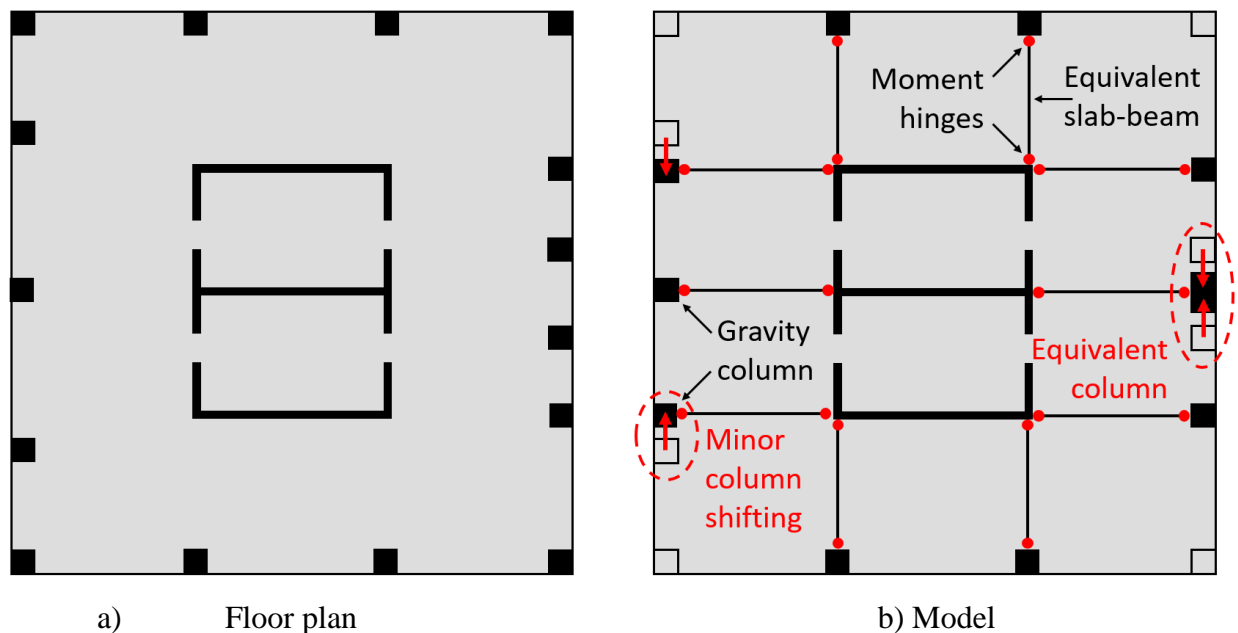 Moment
hinges
Equivalent
slab-beam
Gravity
column
Equivalent
column
Minor
column
shifting
a) Floor plan
b) Model